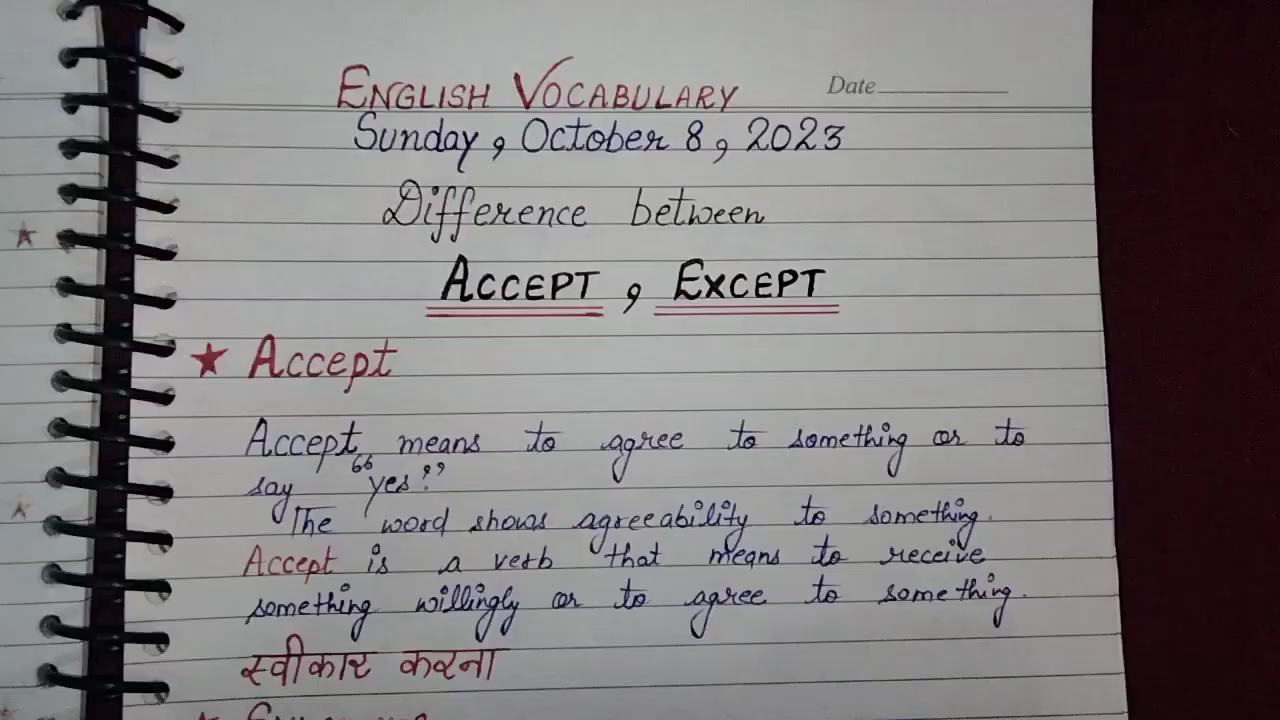 ENGLISH VOCABULARY
Date
Sunday, October 8, 2023
Difference between
ACCEPT, EXCEPT
★ Accept
Accept means to agree to something or to
say "yes".
The word shows agreeability to something.
Accept is a verb that means to receive
something willingly or to agree to something.
स्वीकार करना